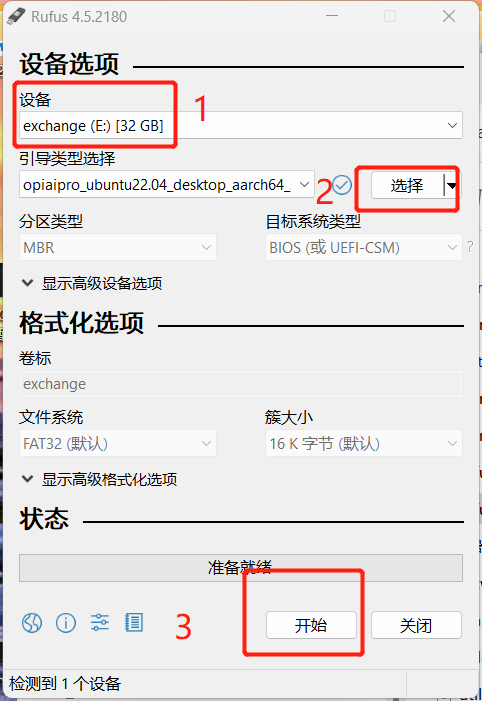 Rufus 4.5.2180
设备选项
设备
1
exchange (E:) [32 GB]
引导类型选择
opiaipro_ubuntu22.04_desktop_aarch64_
2
选择
分区类型
目标系统类型
MBR
BIOS (或 UEFI-CSM)
?
显示高级设备选项
格式化选项
卷标
exchange
文件系统
簇大小
FAT32 (默认)
16 K 字节 (默认)
显示高级格式化选项
状态
准备就绪
3
开始
关闭
检测到 1 个设备